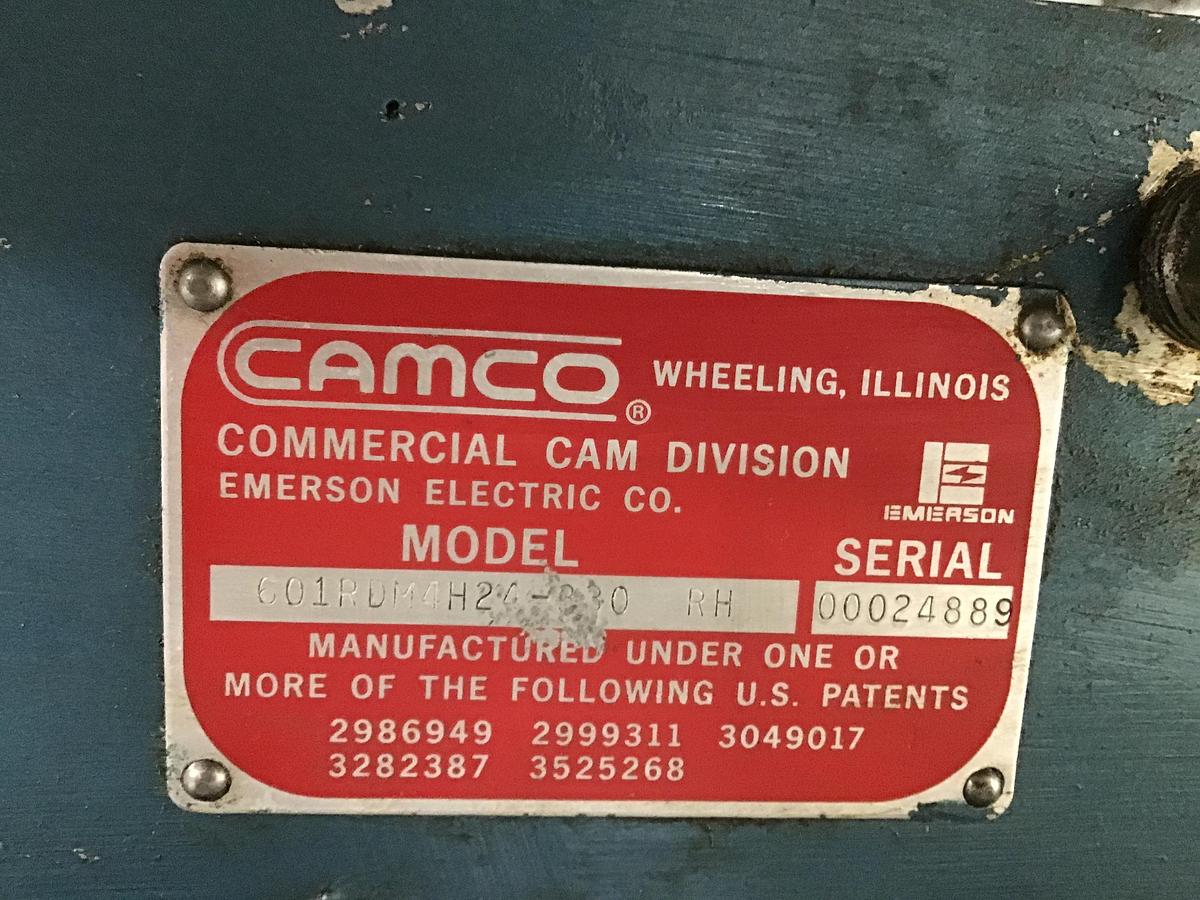 CAMCO ® WHEELING, ILLINOIS
COMMERCIAL CAM DIVISION
EMERSON ELECTRIC CO.
EMERSON
MODEL SERIAL
RH 00024889
MANUFACTURED UNDER ONE OR
MORE OF THE FOLLOWING U.S. PATENTS
2986949 2999311 3049017
3282387 3525268